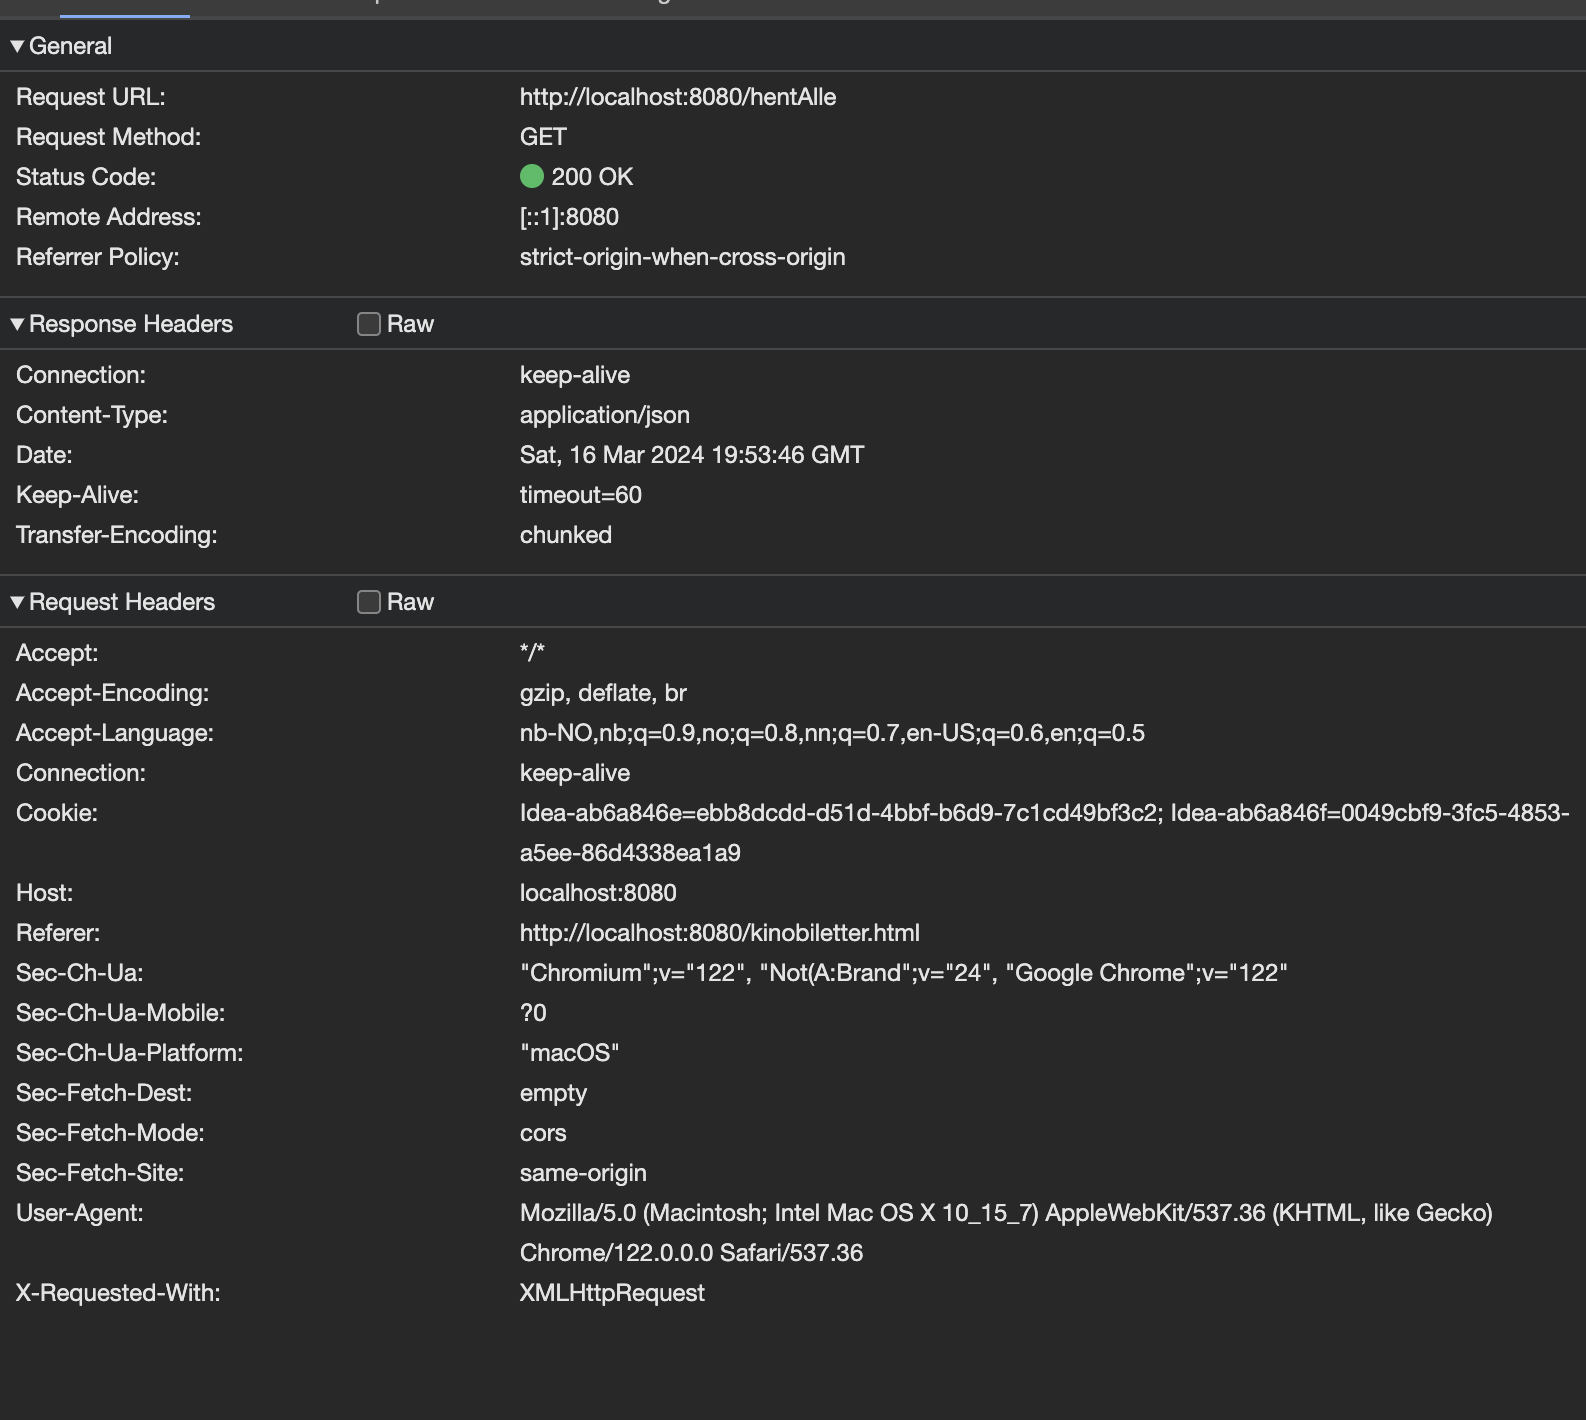 General
Request URL: http://localhost:8080/hentAlle
Request Method: GET
Status Code: 200 OK
Remote Address: [::1]:8080
Referrer Policy: strict-origin-when-cross-origin
Response Headers Raw
Connection: keep-alive
Content-Type: application/json
Date: Sat, 16 Mar 2024 19:53:46 GMT
Keep-Alive: timeout=60
Transfer-Encoding: chunked
Request Headers Raw
Accept: */*
Accept-Encoding: gzip, deflate, br
Accept-Language: nb-NO,nb;q=0.9,no;q=0.8,nn;q=0.7,en-US;q=0.6,en;q=0.5
Connection: keep-alive
Cookie: Idea-ab6a846e=ebb8dcdd-d51d-4bbf-b6d9-7c1cd49bf3c2; Idea-ab6a846f=0049cbf9-3fc5-4853-
a5ee-86d4338ea1a9
Host: localhost:8080
Referer: http://localhost:8080/kinobiletter.html
Sec-Ch-Ua: "Chromium";v="122", "Not(A:Brand";v="24", "Google Chrome";v="122"
Sec-Ch-Ua-Mobile: ?0
Sec-Ch-Ua-Platform: "macOS"
Sec-Fetch-Dest: empty
Sec-Fetch-Mode: cors
Sec-Fetch-Site: same-origin
User-Agent: Mozilla/5.0 (Macintosh; Intel Mac OS X 10_15_7) AppleWebKit/537.36 (KHTML, like Gecko)
Chrome/122.0.0.0 Safari/537.36
X-Requested-With: XMLHttpRequest